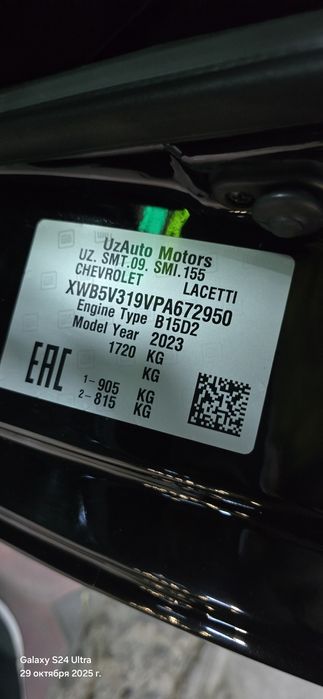 UzAuto Motors
UZ. SMT.09. SMI.155
CHEVROLET LACETTI
XWB5V319VPA672950
Engine Type B15D2
Model Year 2023
1720 KG
KG
1-905 KG
2-815 KG
EAC
Galaxy S24 Ultra
29 октября 2025 г.